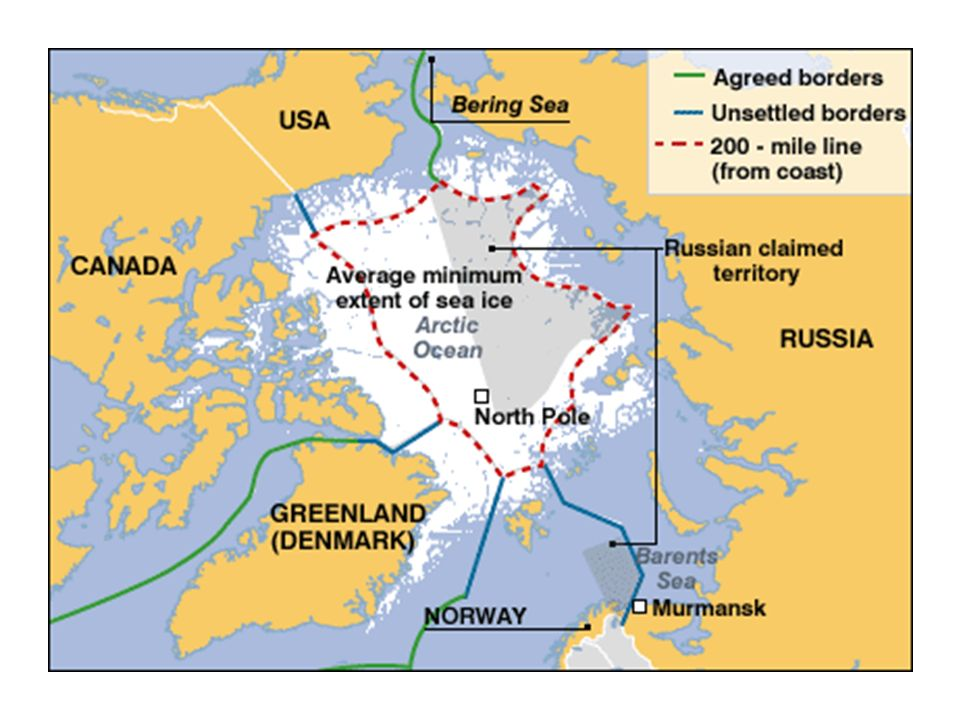 Agreed borders
Unsettled borders
200 - mile line
(from coast)
Bering Sea
USA
CANADA
Russian claimed
territory
Average minimum
extent of sea ice
Arctic
Ocean
RUSSIA
North Pole
GREENLAND
(DENMARK)
Barents
Sea
NORWAY
Murmansk